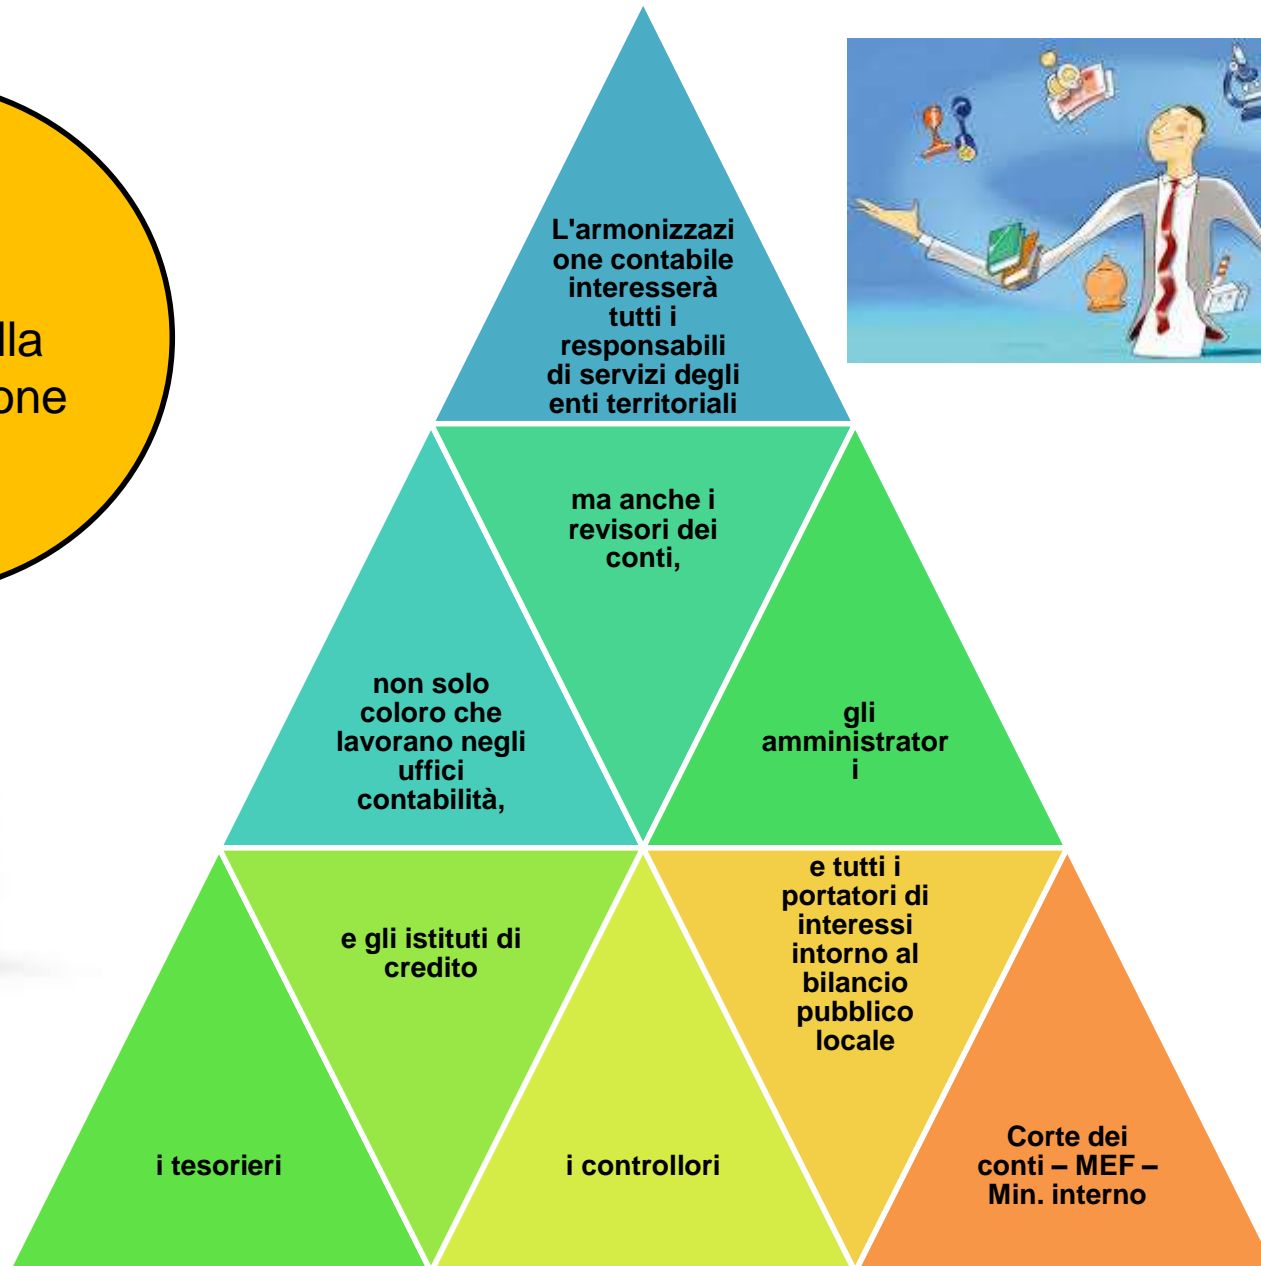 lla
one
L'armonizzazi
one contabile
interesserà
tutti i
responsabili
di servizi degli
enti territoriali
non solo
coloro che
lavorano negli
uffici
contabilità,
ma anche i
revisori dei
conti,
gli
amministrator
i
i tesorieri
e gli istituti di
credito
i controllori
e tutti i
portatori di
interessi
intorno al
bilancio
pubblico
locale
Corte dei
conti – MEF –
Min. interno